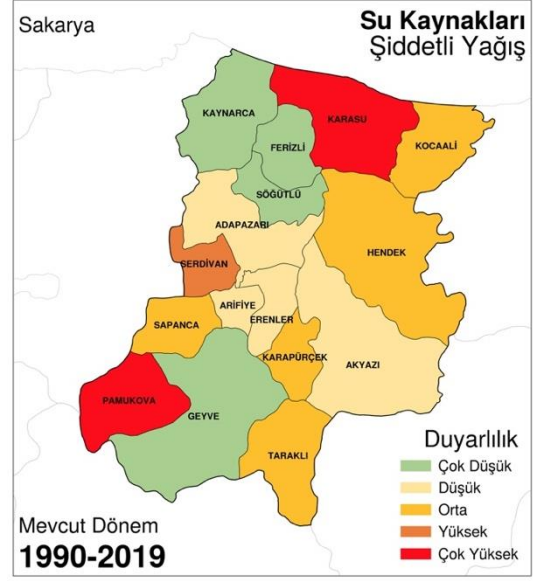 Sakarya
Su Kaynakları
Şiddetli Yağış
KAYNARCA
KARASU
FERİZLİ
KOCAALİ
SÖĞÜTLÜ
ADAPAZARI
HENDEK
SERDİVAN
ARİFİYE
ERENLER
SAPANCA
KARAPÜRÇEK
AKYAZI
PAMUKOVA
GEYVE
TARAKLI
Duyarlılık
Çok Düşük
Düşük
Orta
Yüksek
Çok Yüksek
Mevcut Dönem
1990-2019